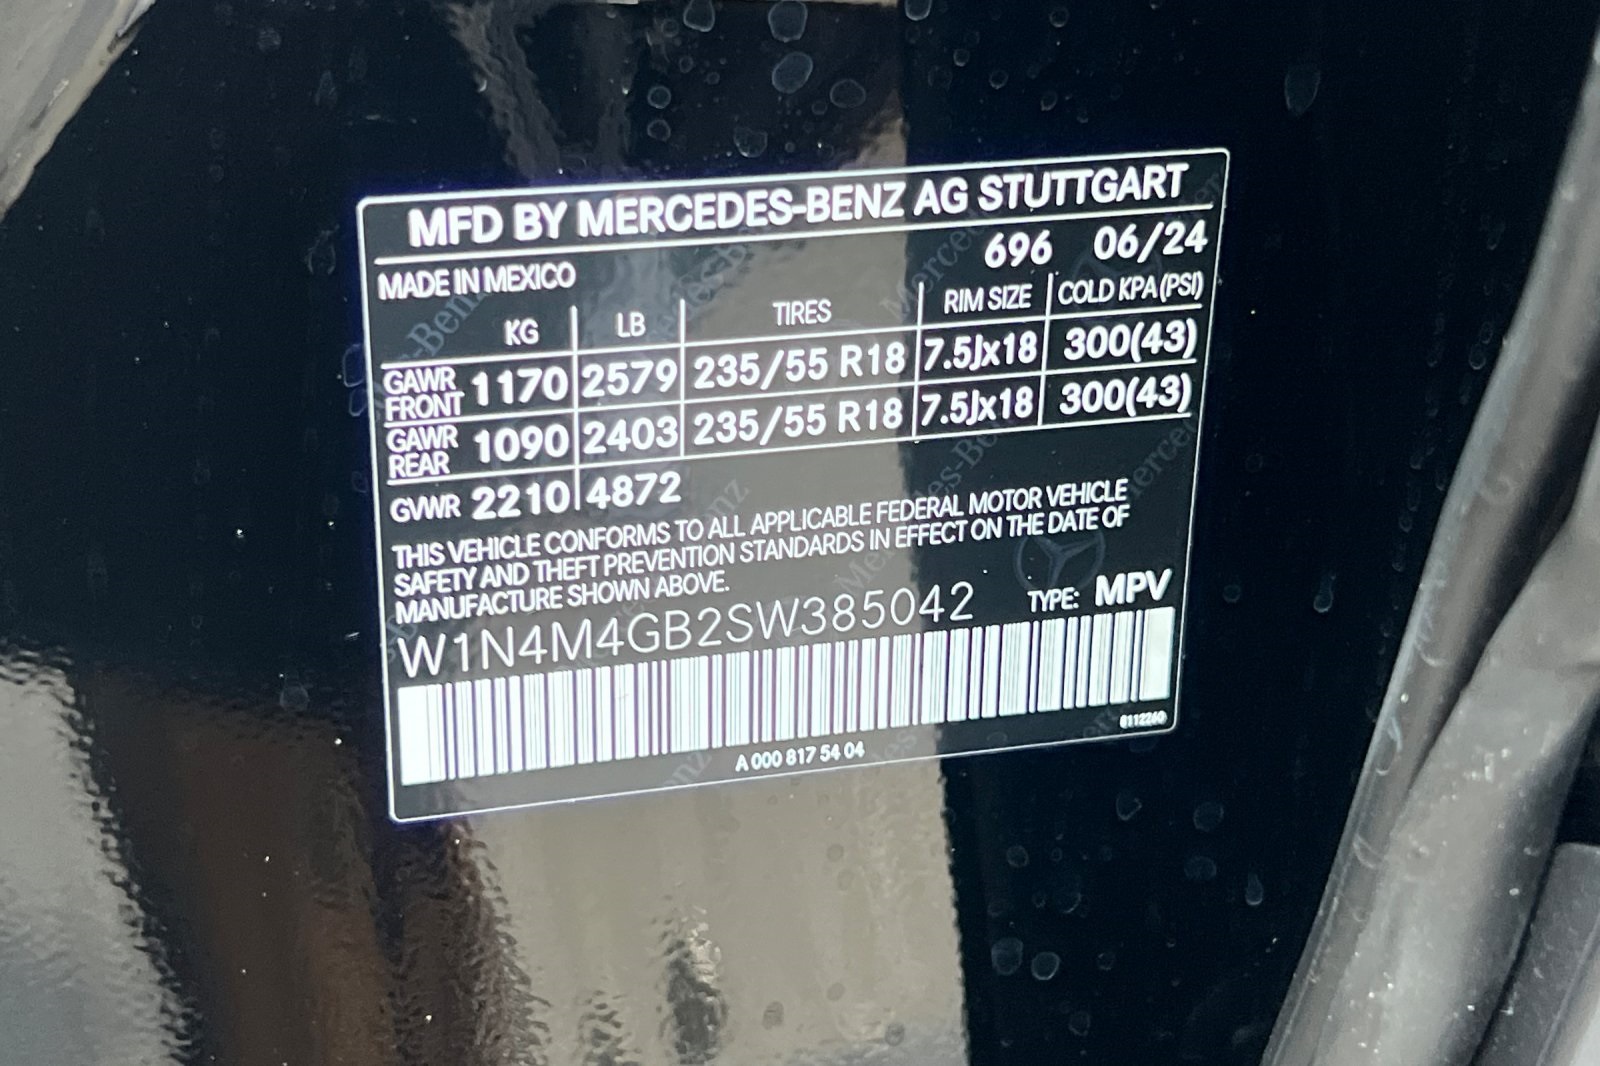 MFD BY MERCEDES-BENZ AG STUTTGART
696 06/24
MADE IN MEXICO
KG LB TIRES RIM SIZE COLD KPA(PSI)
GAWR FRONT 1170 2579 235/55 R18 7.5Jx18 300(43)
GAWR REAR 1090 2403 235/55 R18 7.5Jx18 300(43)
GVWR 2210 4872
THIS VEHICLE CONFORMS TO ALL APPLICABLE FEDERAL MOTOR VEHICLE
SAFETY AND THEFT PREVENTION STANDARDS IN EFFECT ON THE DATE OF
MANUFACTURE SHOWN ABOVE.
W1N4M4GB2SW385042 TYPE: MPV
6112240
A 000 817 54 04